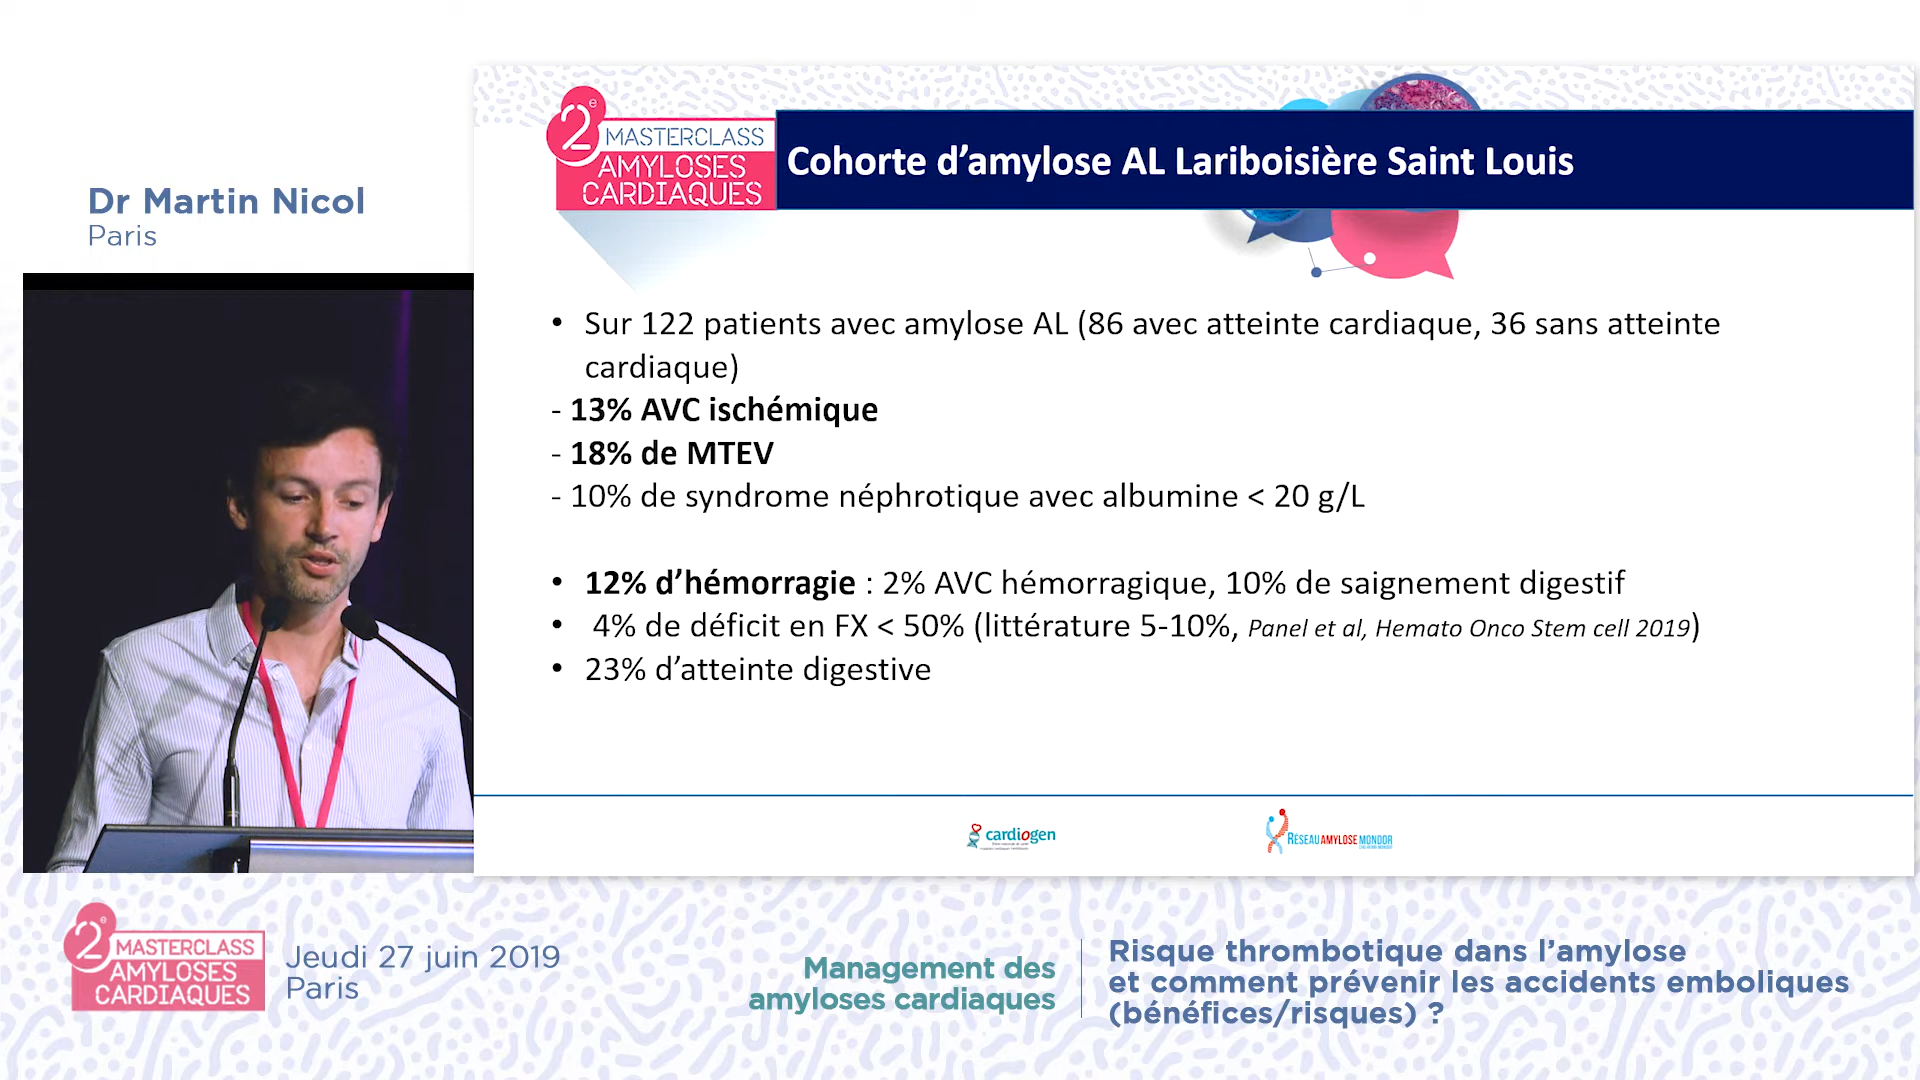 Dr Martin Nicol
Paris
2e
MASTERCLASS
AMYLOSES
CARDIAQUES
Cohorte d’amylose AL Lariboisière Saint Louis
• Sur 122 patients avec amylose AL (86 avec atteinte cardiaque, 36 sans atteinte
cardiaque)
- 13% AVC ischémique
- 18% de MTEV
- 10% de syndrome néphrotique avec albumine < 20 g/L
• 12% d’hémorragie : 2% AVC hémorragique, 10% de saignement digestif
• 4% de déficit en FX < 50% (littérature 5-10%, Panel et al, Hemato Onco Stem cell 2019)
• 23% d’atteinte digestive
cardiogen
RÉSEAU AMYLOSE MONDOR
2e
MASTERCLASS
AMYLOSES
CARDIAQUES
Jeudi 27 juin 2019
Paris
Management des
amyloses cardiaques
Risque thrombotique dans l’amylose
et comment prévenir les accidents emboliques
(bénéfices/risques) ?